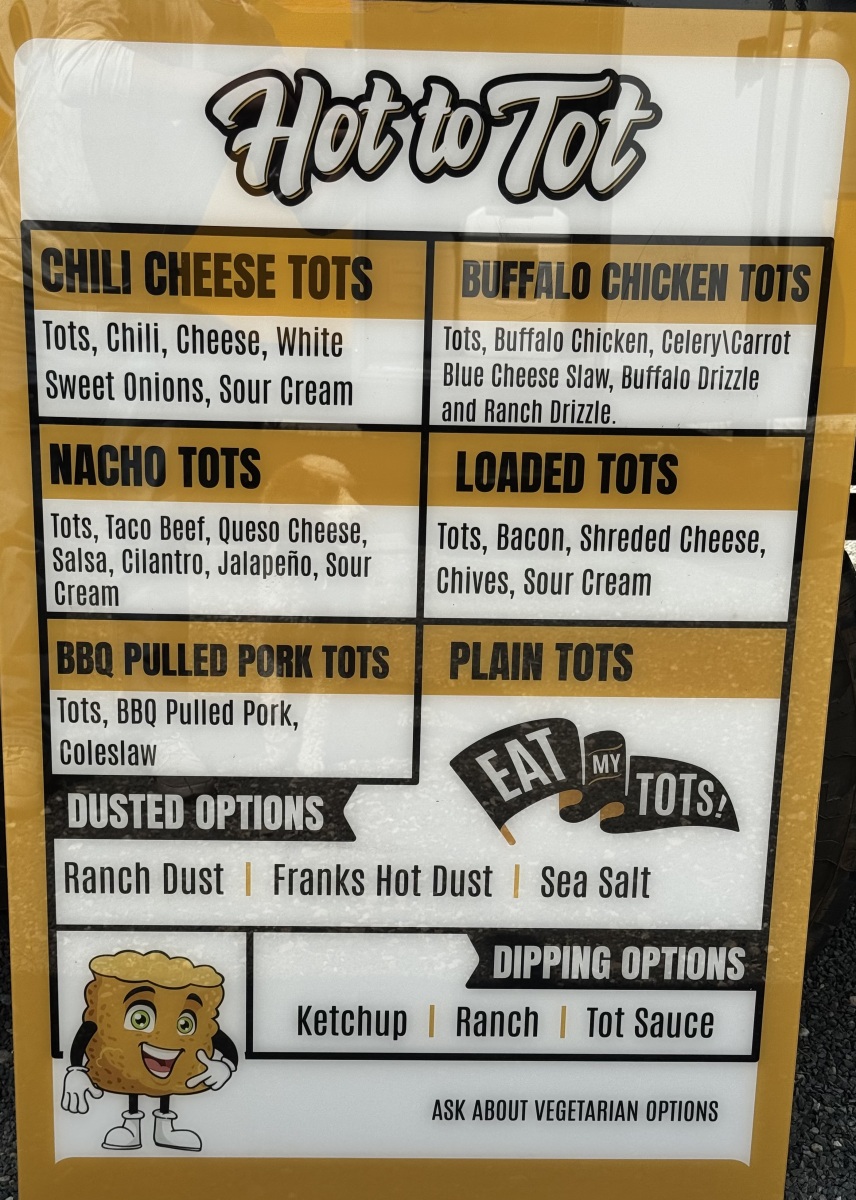 Hot to Tot
CHILI CHEESE TOTS
Tots, Chili, Cheese, White
Sweet Onions, Sour Cream
BUFFALO CHICKEN TOTS
Tots, Buffalo Chicken, Celery\Carrot
Blue Cheese Slaw, Buffalo Drizzle
and Ranch Drizzle.
NACHO TOTS
Tots, Taco Beef, Queso Cheese,
Salsa, Cilantro, Jalapeño, Sour
Cream
LOADED TOTS
Tots, Bacon, Shreded Cheese,
Chives, Sour Cream
BBQ PULLED PORK TOTS
Tots, BBQ Pulled Pork,
Coleslaw
PLAIN TOTS
EAT MY TOTS!
DUSTED OPTIONS
Ranch Dust | Franks Hot Dust | Sea Salt
DIPPING OPTIONS
Ketchup | Ranch | Tot Sauce
ASK ABOUT VEGETARIAN OPTIONS